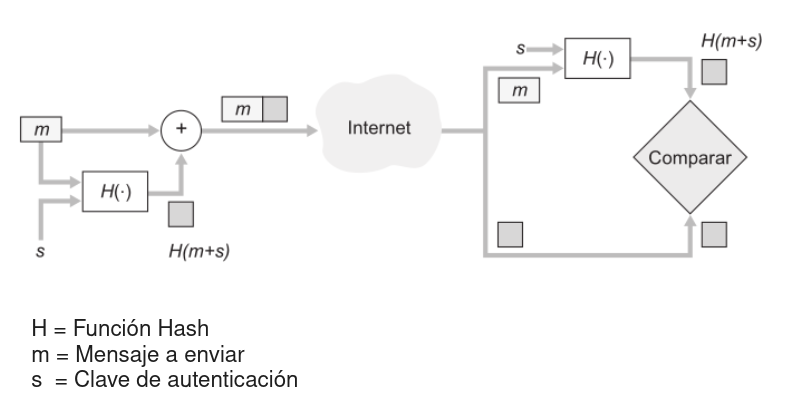 m
H(·)
s
+
H(m+s)
m
Internet
s
m
H(·)
H(m+s)
Comparar
H = Función Hash
m = Mensaje a enviar
s = Clave de autenticación